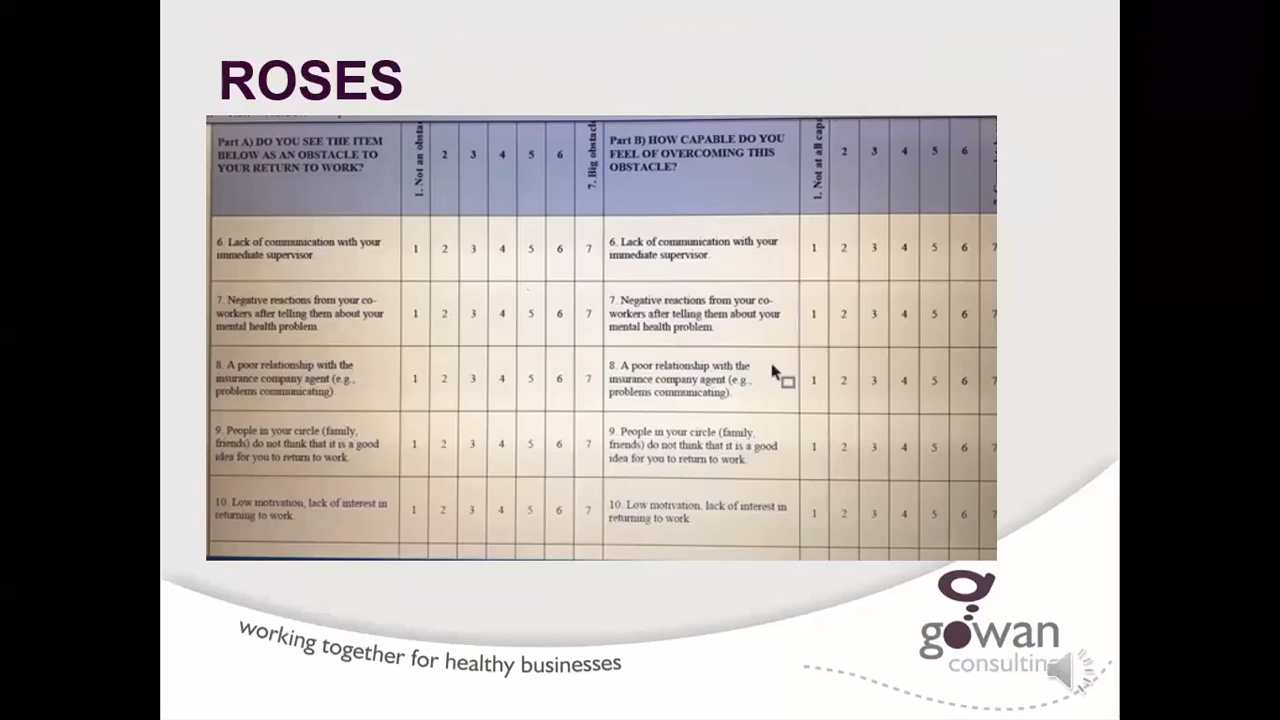 ROSES
Part A) DO YOU SEE THE ITEM
BELOW AS AN OBSTACLE TO
YOUR RETURN TO WORK?
1. Not an obsta
2
3
4
5
6
7. Big obstacle
Part B) HOW CAPABLE DO YOU
FEEL OF OVERCOMING THIS
OBSTACLE?
1. Not at all cap
2
3
4
5
6
6. Lack of communication with your
immediate supervisor.
1 2 3 4 5 6 7
6. Lack of communication with your
immediate supervisor.
1 2 3 4 5 6 7
7. Negative reactions from your co-
workers after telling them about your
mental health problem.
1 2 3 4 5 6 7
7. Negative reactions from your co-
workers after telling them about your
mental health problem.
1 2 3 4 5 6 7
8. A poor relationship with the
insurance company agent (e.g.,
problems communicating).
1 2 3 4 5 6 7
8. A poor relationship with the
insurance company agent (e.g.,
problems communicating).
1 2 3 4 5 6 7
9. People in your circle (family,
friends) do not think that it is a good
idea for you to return to work.
1 2 3 4 5 6 7
9. People in your circle (family,
friends) do not think that it is a good
idea for you to return to work.
1 2 3 4 5 6 7
10. Low motivation, lack of interest in
returning to work.
1 2 3 4 5 6 7
10. Low motivation, lack of interest in
returning to work
1 2 3 4 5 6 7
working together for healthy businesses
gowan
consultin